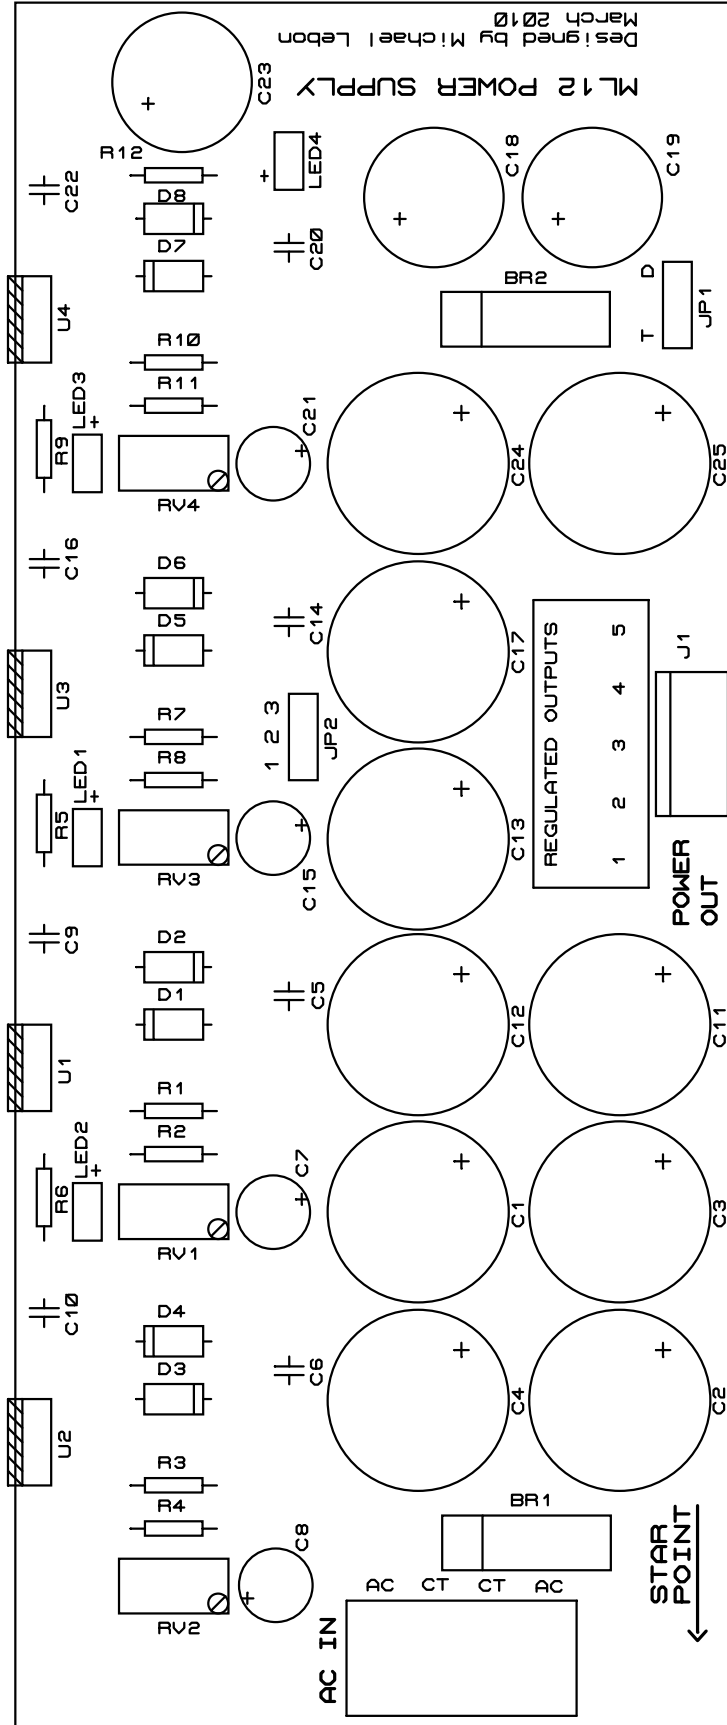 Designed by Michael Lebon
March 2010
ML12 POWER SUPPLY
C23
R12
LED4
+
C18
C19
C22
D8
C20
D7
BR2
D
T
JP1
U4
R10
R11
LED3
+
C21
R9
RV4
C24
C25
C16
D6
D5
C14
C17
U3
R7
R8
1 2 3
JP2
REGULATED OUTPUTS
1 2 3 4 5
J1
LED1
+
R5
RV3
C15
C13
POWER
OUT
C9
D2
D1
C5
C12
C11
U1
R1
R2
LED2
+
C7
R6
RV1
C1
C3
C10
D4
D3
C6
C4
C2
U2
R3
R4
BR1
C8
RV2
AC CT CT AC
AC IN
STAR
POINT